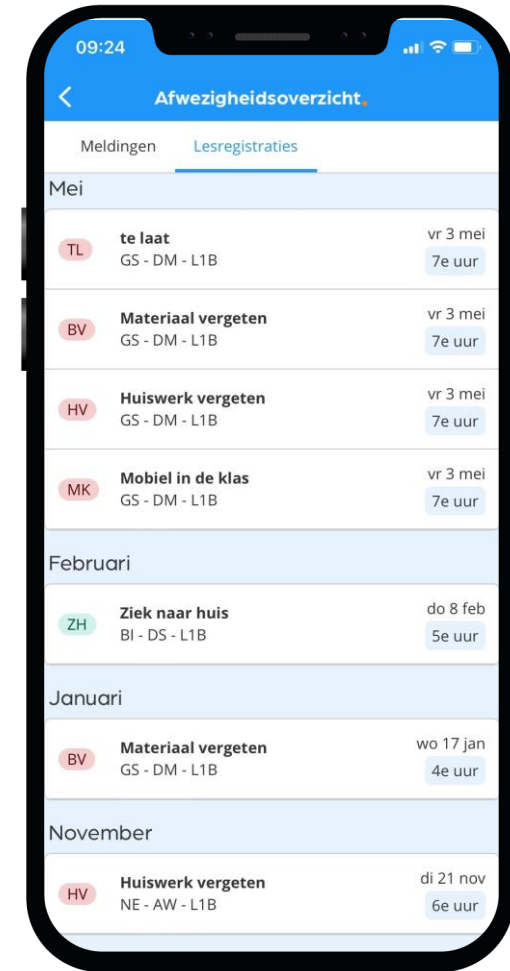 09:24
Afwezigheidsoverzicht.
Meldingen Lesregistraties
Mei
TL te laat vr 3 mei
GS - DM - L1B 7e uur
BV Materiaal vergeten vr 3 mei
GS - DM - L1B 7e uur
HV Huiswerk vergeten vr 3 mei
GS - DM - L1B 7e uur
MK Mobiel in de klas vr 3 mei
GS - DM - L1B 7e uur
Februari
ZH Ziek naar huis do 8 feb
BI - DS - L1B 5e uur
Januari
BV Materiaal vergeten wo 17 jan
GS - DM - L1B 4e uur
November
HV Huiswerk vergeten di 21 nov
NE - AW - L1B 6e uur